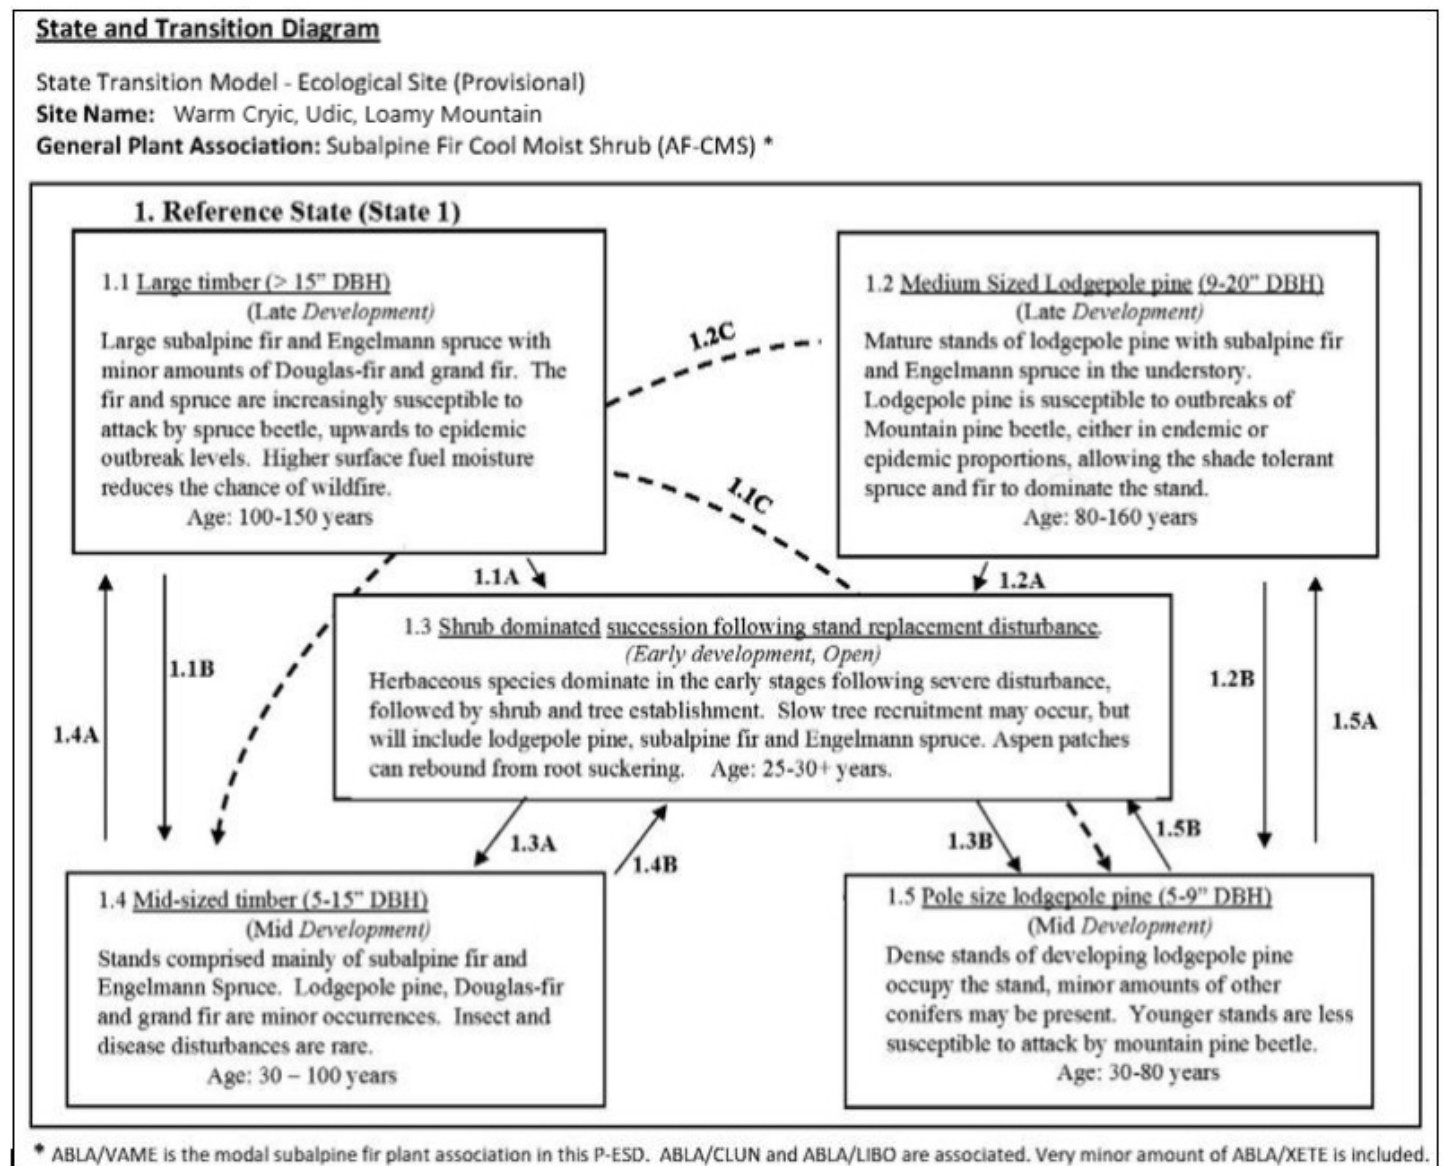 State and Transition Diagram
State Transition Model - Ecological Site (Provisional)
Site Name: Warm Cryic, Udic, Loamy Mountain
General Plant Association: Subalpine Fir Cool Moist Shrub (AF-CMS) *
1. Reference State (State 1)
1.1 Large timber (> 15" DBH)
(Late Development)
Large subalpine fir and Engelmann spruce with
minor amounts of Douglas-fir and grand fir. The
fir and spruce are increasingly susceptible to
attack by spruce beetle, upwards to epidemic
outbreak levels. Higher surface fuel moisture
reduces the chance of wildfire.
Age: 100-150 years
1.2C
1.1C
1.2 Medium Sized Lodgepole pine (9-20" DBH)
(Late Development)
Mature stands of lodgepole pine with subalpine fir
and Engelmann spruce in the understory.
Lodgepole pine is susceptible to outbreaks of
Mountain pine beetle, either in endemic or
epidemic proportions, allowing the shade tolerant
spruce and fir to dominate the stand.
Age: 80-160 years
1.1A
1.2A
1.3 Shrub dominated succession following stand replacement disturbance.
(Early development, Open)
Herbaceous species dominate in the early stages following severe disturbance,
followed by shrub and tree establishment. Slow tree recruitment may occur, but
will include lodgepole pine, subalpine fir and Engelmann spruce. Aspen patches
can rebound from root suckering. Age: 25-30+ years.
1.1B
1.4A
1.2B
1.5A
1.3A
1.4B
1.3B
1.5B
1.4 Mid-sized timber (5-15" DBH)
(Mid Development)
Stands comprised mainly of subalpine fir and
Engelmann Spruce. Lodgepole pine, Douglas-fir
and grand fir are minor occurrences. Insect and
disease disturbances are rare.
Age: 30 – 100 years
1.5 Pole size lodgepole pine (5-9" DBH)
(Mid Development)
Dense stands of developing lodgepole pine
occupy the stand, minor amounts of other
conifers may be present. Younger stands are less
susceptible to attack by mountain pine beetle.
Age: 30-80 years
* ABLA/VAME is the modal subalpine fir plant association in this P-ESD. ABLA/CLUN and ABLA/LIBO are associated. Very minor amount of ABLA/XETE is included.